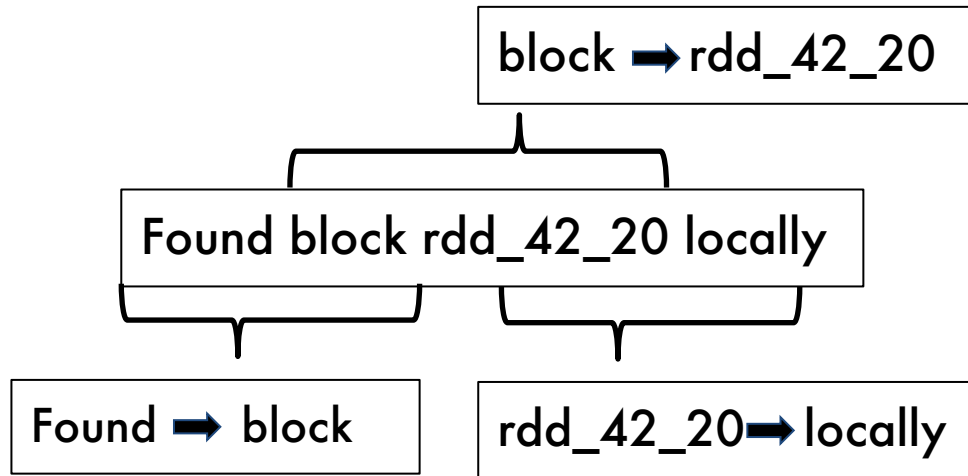 block ➡ rdd_42_20
Found block rdd_42_20 locally
Found ➡ block
rdd_42_20 ➡ locally